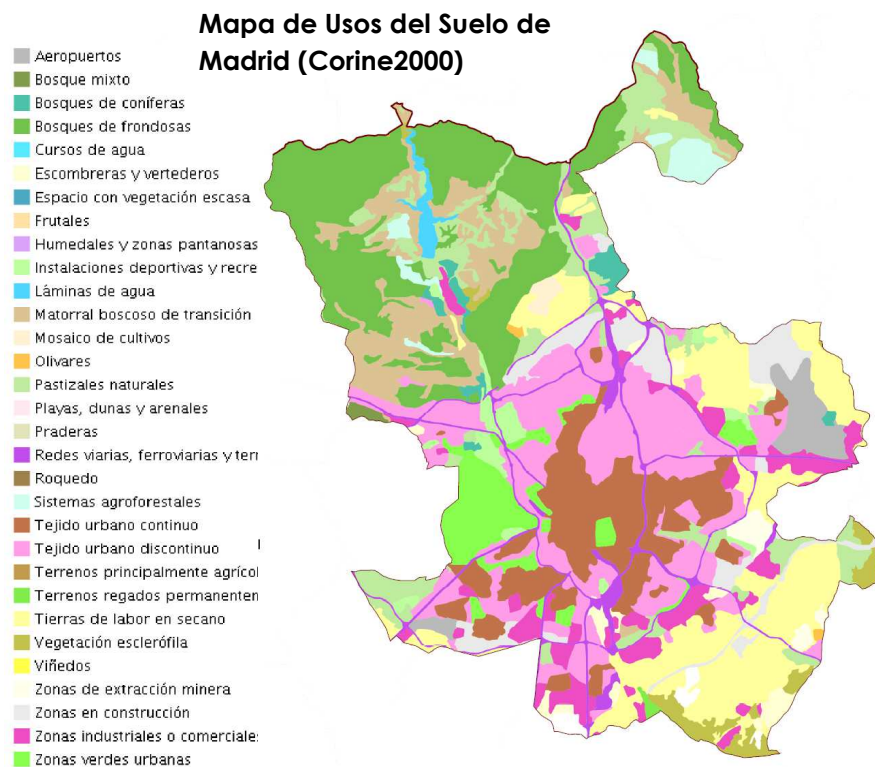 Mapa de Usos del Suelo de
Madrid (Corine2000)
Aeropuertos
Bosque mixto
Bosques de coníferas
Bosques de frondosas
Cursos de agua
Escombreras y vertederos
Espacio con vegetación escasa
Frutales
Humedales y zonas pantanosas
Instalaciones deportivas y recre
Láminas de agua
Matorral boscoso de transición
Mosaico de cultivos
Olivares
Pastizales naturales
Playas, dunas y arenales
Praderas
Redes viarias, ferroviarias y terr
Roquedo
Sistemas agroforestales
Tejido urbano continuo
Tejido urbano discontinuo
Terrenos principalmente agrícol
Terrenos regados permanenten
Tierras de labor en secano
Vegetación esclerófila
Viñedos
Zonas de extracción minera
Zonas en construcción
Zonas industriales o comerciale
Zonas verdes urbanas